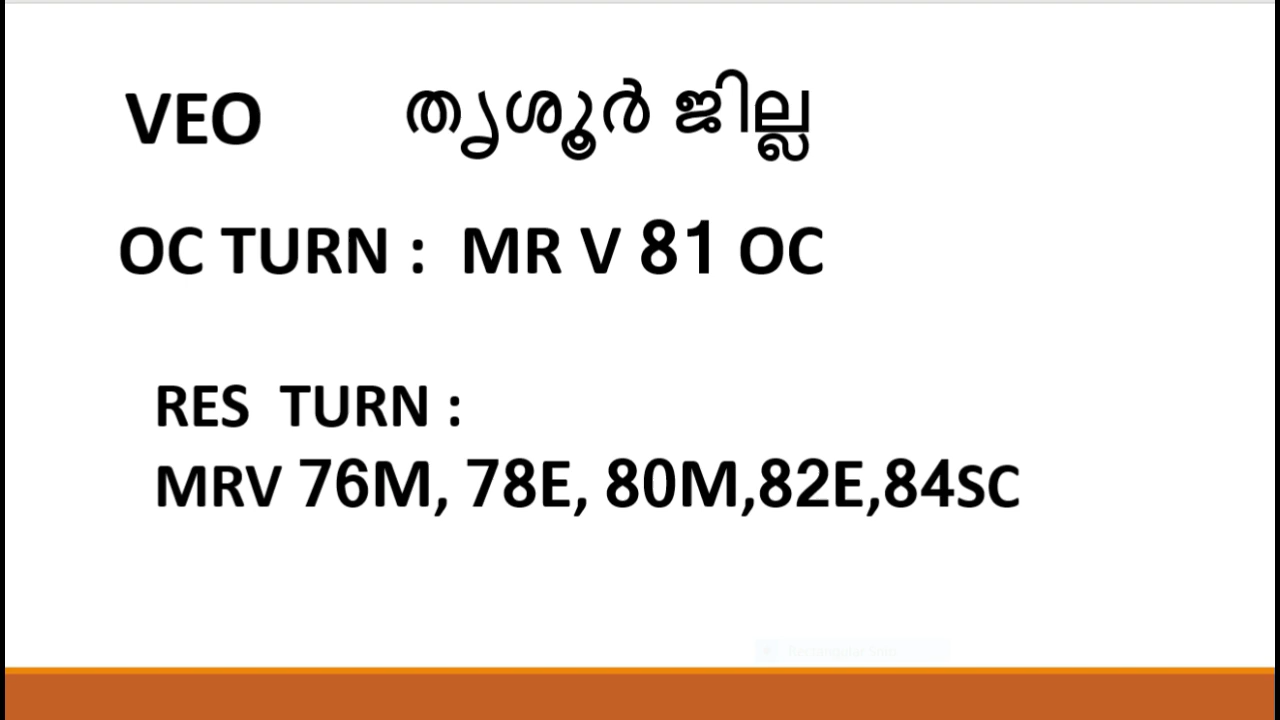 VEO തൃശൂർ ജില്ല
OC TURN : MR V 81 OC
RES TURN :
MRV 76M, 78E, 80M,82E,84SC